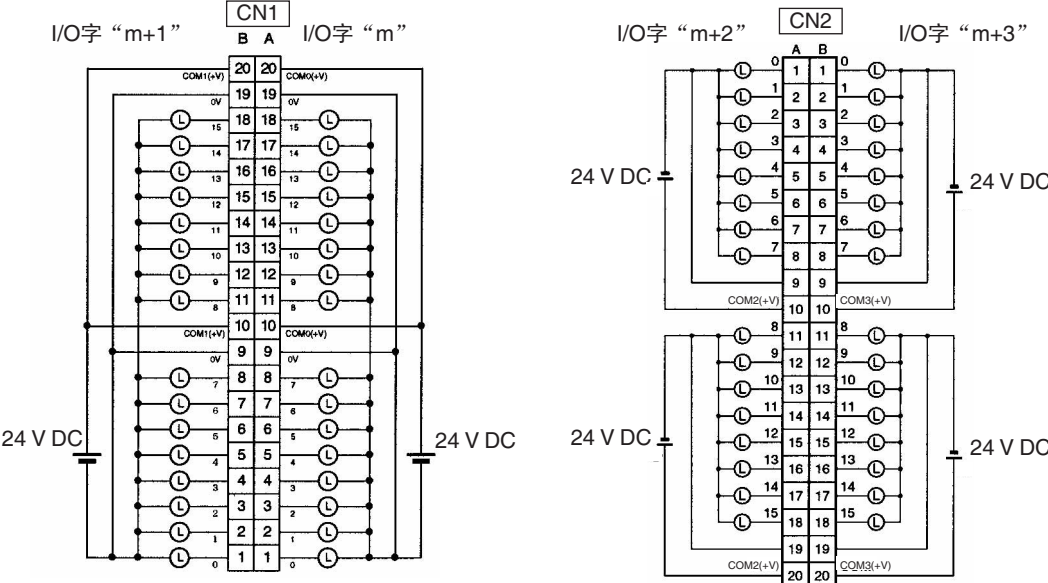 CN1
I/O字“m+1” I/O字“m”
B A
COM1(+V) 20 20 COM0(+V)
0V 19 19 0V
L 15 18 18 15 L
L 14 17 17 14 L
L 13 16 16 13 L
L 12 15 15 12 L
L 11 14 14 11 L
L 10 13 13 10 L
L 9 12 12 9 L
L 8 11 11 8 L
COM1(+V) 10 10 COM0(+V)
0V 9 9 0V
L 7 8 8 7 L
L 6 7 7 6 L
L 5 6 6 5 L
24 V DC 24 V DC
L 4 5 5 4 L
L 3 4 4 3 L
L 2 3 3 2 L
L 1 2 2 1 L
L 0 1 1 0 L
CN2
I/O字“m+2” I/O字“m+3”
A B
L 0 1 1 0 L
L 1 2 2 1 L
L 2 3 3 2 L
L 3 4 4 3 L
24 V DC L 4 5 5 4 L 24 V DC
L 5 6 6 5 L
L 6 7 7 6 L
L 7 8 8 7 L
9 9
COM2(+V) 10 10 COM3(+V)
L 8 11 11 8 L
L 9 12 12 9 L
L 10 13 13 10 L
L 11 14 14 11 L
24 V DC L 12 15 15 12 L 24 V DC
L 13 16 16 13 L
L 14 17 17 14 L
L 15 18 18 15 L
19 19
COM2(+V) 20 20 COM3(+V)